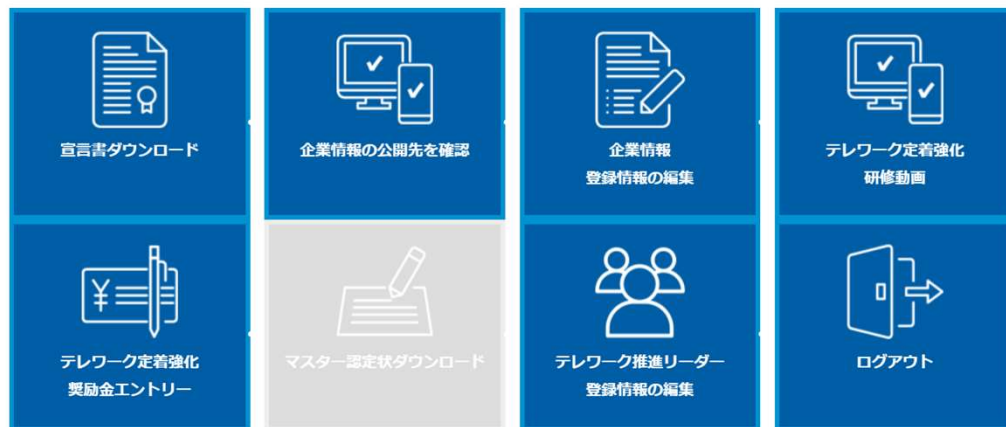 宣言書ダウンロード
企業情報の公開先を確認
企業情報
登録情報の編集
テレワーク定着強化
研修動画
¥
テレワーク定着強化
奨励金エントリー
マスター認定状ダウンロード
テレワーク推進リーダー
登録情報の編集
ログアウト